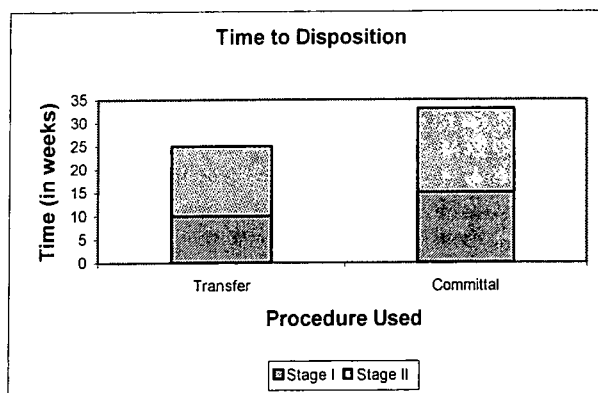 Time to Disposition
Time (in weeks)
35
30
25
20
15
10
5
0
Transfer Committal
Procedure Used
Stage I Stage II